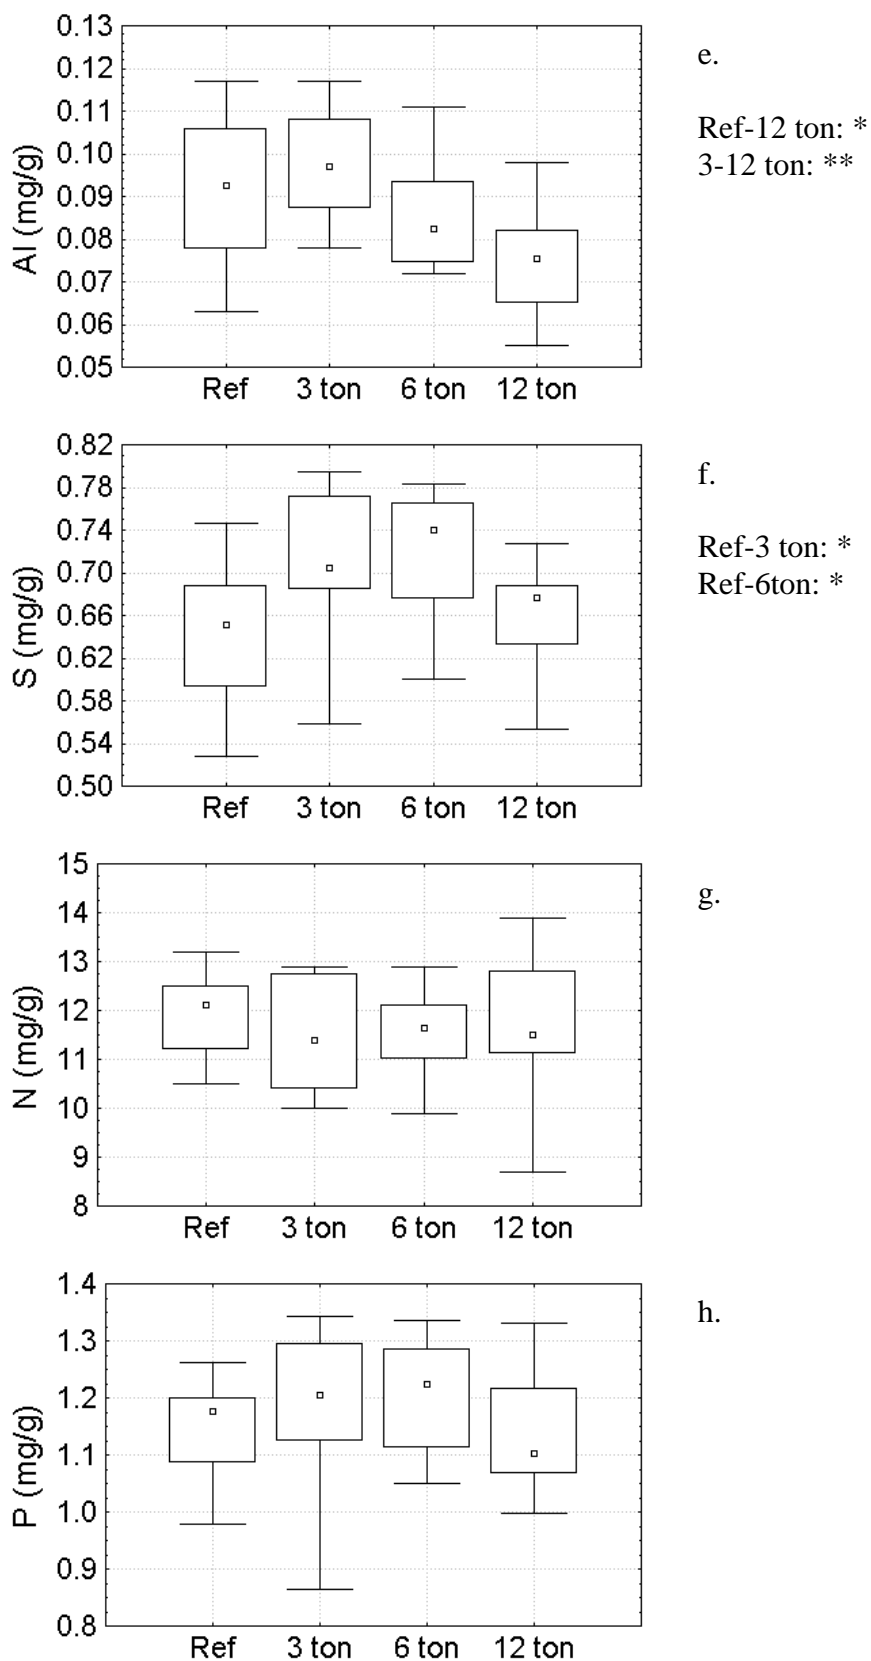 0.13
0.12
0.11
0.10
0.09
0.08
0.07
0.06
0.05
Al (mg/g)
Ref 3 ton 6 ton 12 ton
e.
Ref-12 ton: *
3-12 ton: **
0.82
0.78
0.74
0.70
0.66
0.62
0.58
0.54
0.50
S (mg/g)
Ref 3 ton 6 ton 12 ton
f.
Ref-3 ton: *
Ref-6ton: *
15
14
13
12
11
10
9
8
N (mg/g)
Ref 3 ton 6 ton 12 ton
g.
1.4
1.3
1.2
1.1
1.0
0.9
0.8
P (mg/g)
Ref 3 ton 6 ton 12 ton
h.